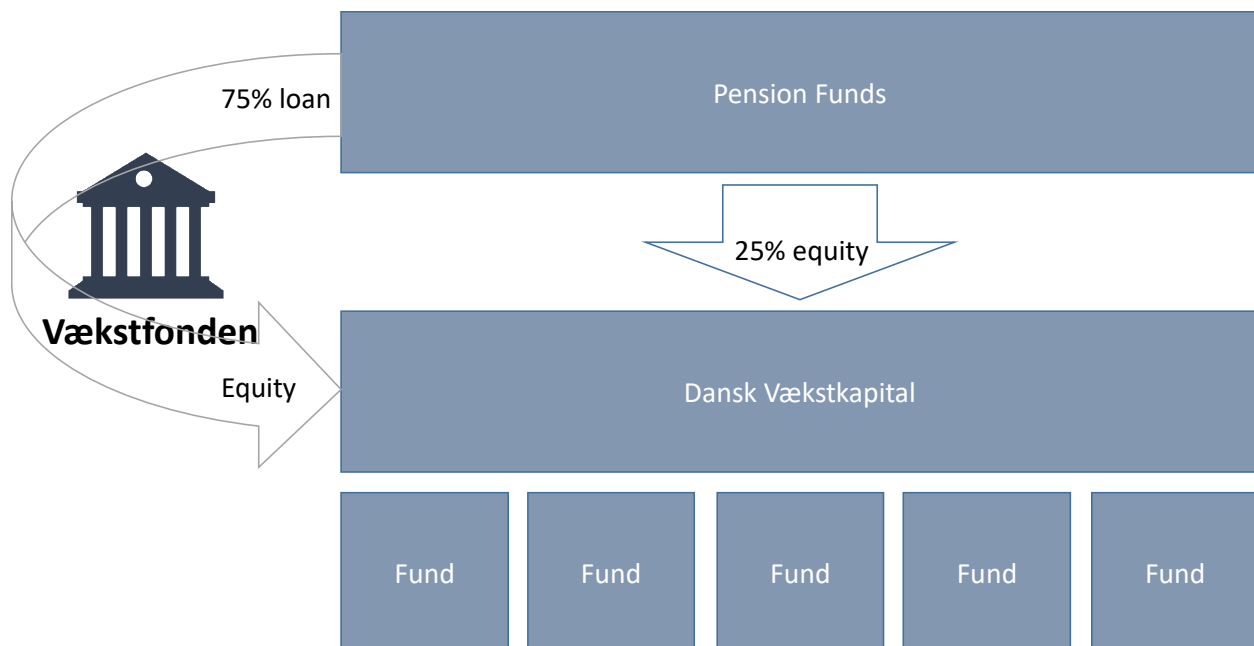 Pension Funds
75% loan
25% equity
Vækstfonden
Equity
Dansk Vækstkapital
Fund
Fund
Fund
Fund
Fund